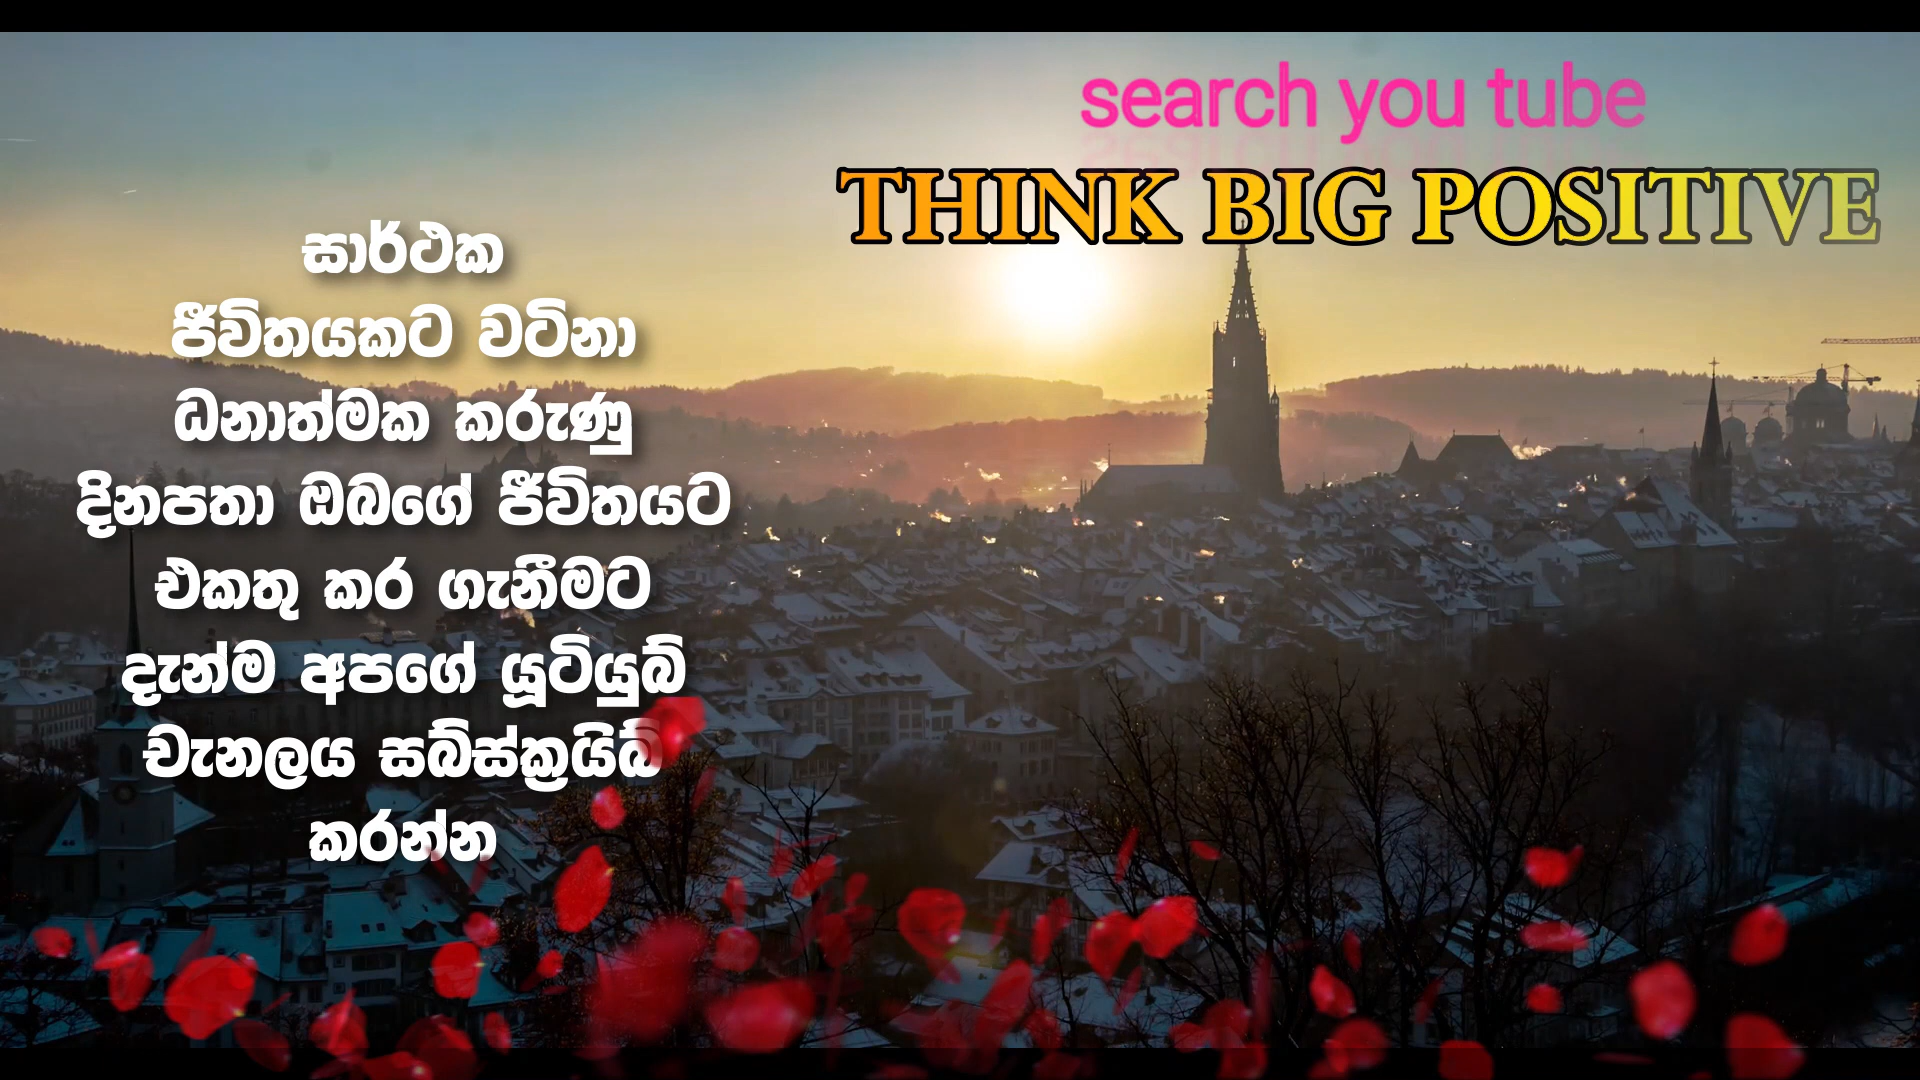 search you tube
THINK BIG POSITIVE
සාර්ථක
ජීවිතයකට වටිනා
ධනාත්මක කරුණු
දිනපතා ඔබගේ ජීවිතයට
එකතු කර ගැනීමට
දැන්ම අපගේ යූටියුබ්
චැනලය සබ්ස්ක්‍රයිබ්
කරන්න